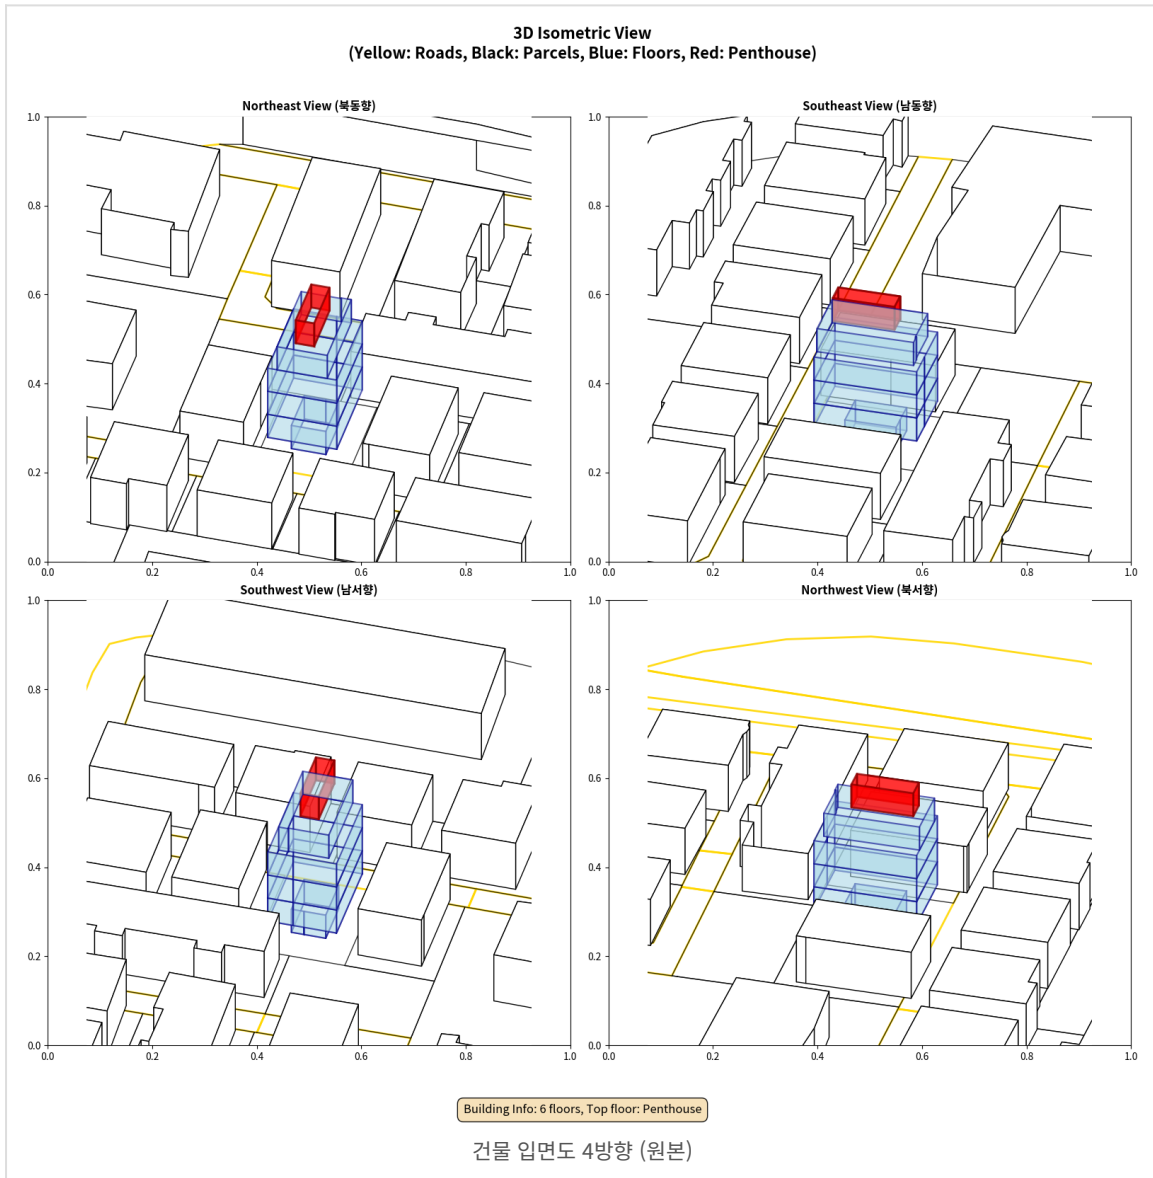 3D Isometric View
(Yellow: Roads, Black: Parcels, Blue: Floors, Red: Penthouse)
Northeast View (북동향)
1.0
0.8
0.6
0.4
0.2
0.0
0.0 0.2 0.4 0.6 0.8 1.0
Southeast View (남동향)
1.0
0.8
0.6
0.4
0.2
0.0
0.0 0.2 0.4 0.6 0.8 1.0
Southwest View (남서향)
1.0
0.8
0.6
0.4
0.2
0.0
0.0 0.2 0.4 0.6 0.8 1.0
Northwest View (북서향)
1.0
0.8
0.6
0.4
0.2
0.0
0.0 0.2 0.4 0.6 0.8 1.0
Building Info: 6 floors, Top floor: Penthouse
건물 입면도 4방향 (원본)